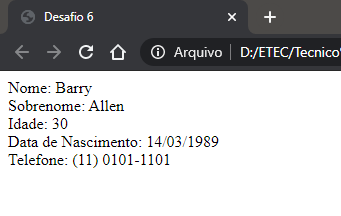 Desafio 6
Arquivo D:/ETEC/Tecnico
Nome: Barry
Sobrenome: Allen
Idade: 30
Data de Nascimento: 14/03/1989
Telefone: (11) 0101-1101